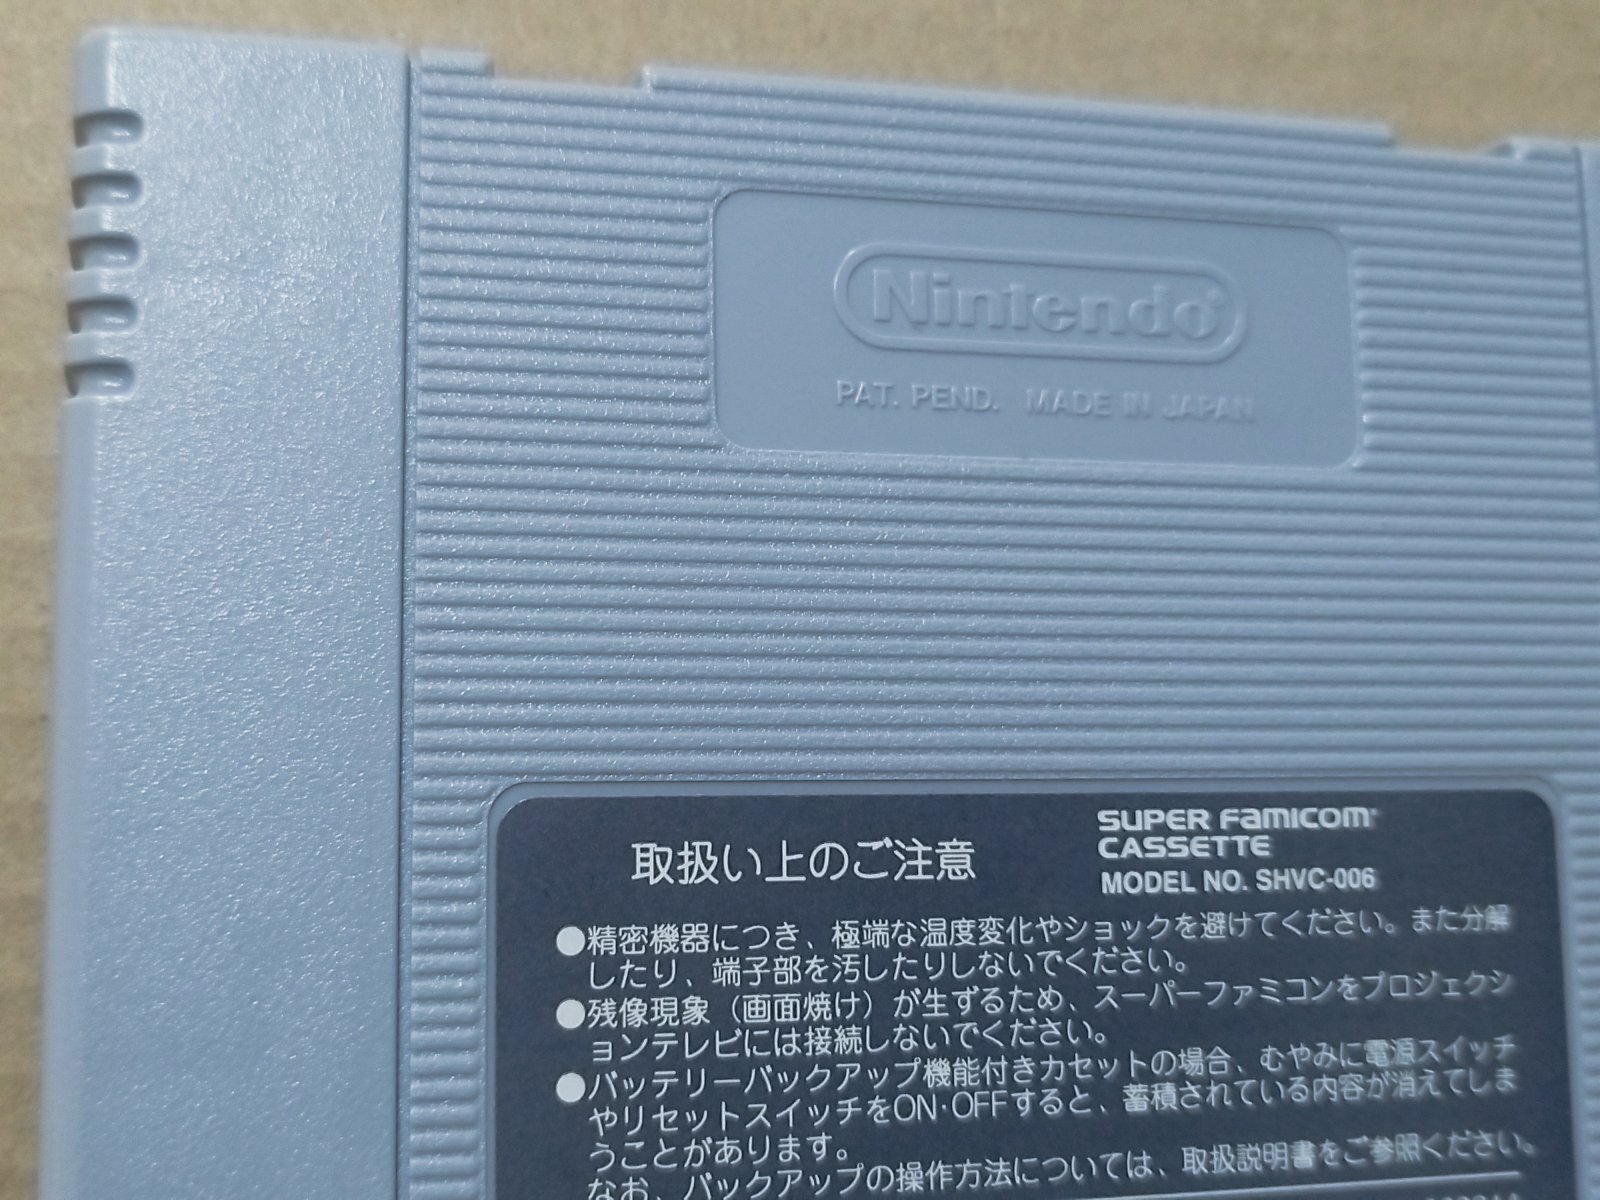 Nintendo
PAT. PEND. MADE IN JAPAN
取扱い上のご注意
SUPER FAMICOM
CASSETTE
MODEL NO. SHVC-006
●精密機器につき、極端な温度変化やショックを避けてください。また分解
したり、端子部を汚したりしないでください。
●残像現象（画面焼け）が生ずるため、スーパーファミコンをプロジェクシ
ョンテレビには接続しないでください。
●バッテリーバックアップ機能付きカセットの場合、むやみに電源スイッチ
やリセットスイッチをON·OFFすると、蓄積されている内容が消えてしま
うことがあります。
なお、バックアップの操作方法については、取扱説明書をご参照ください。